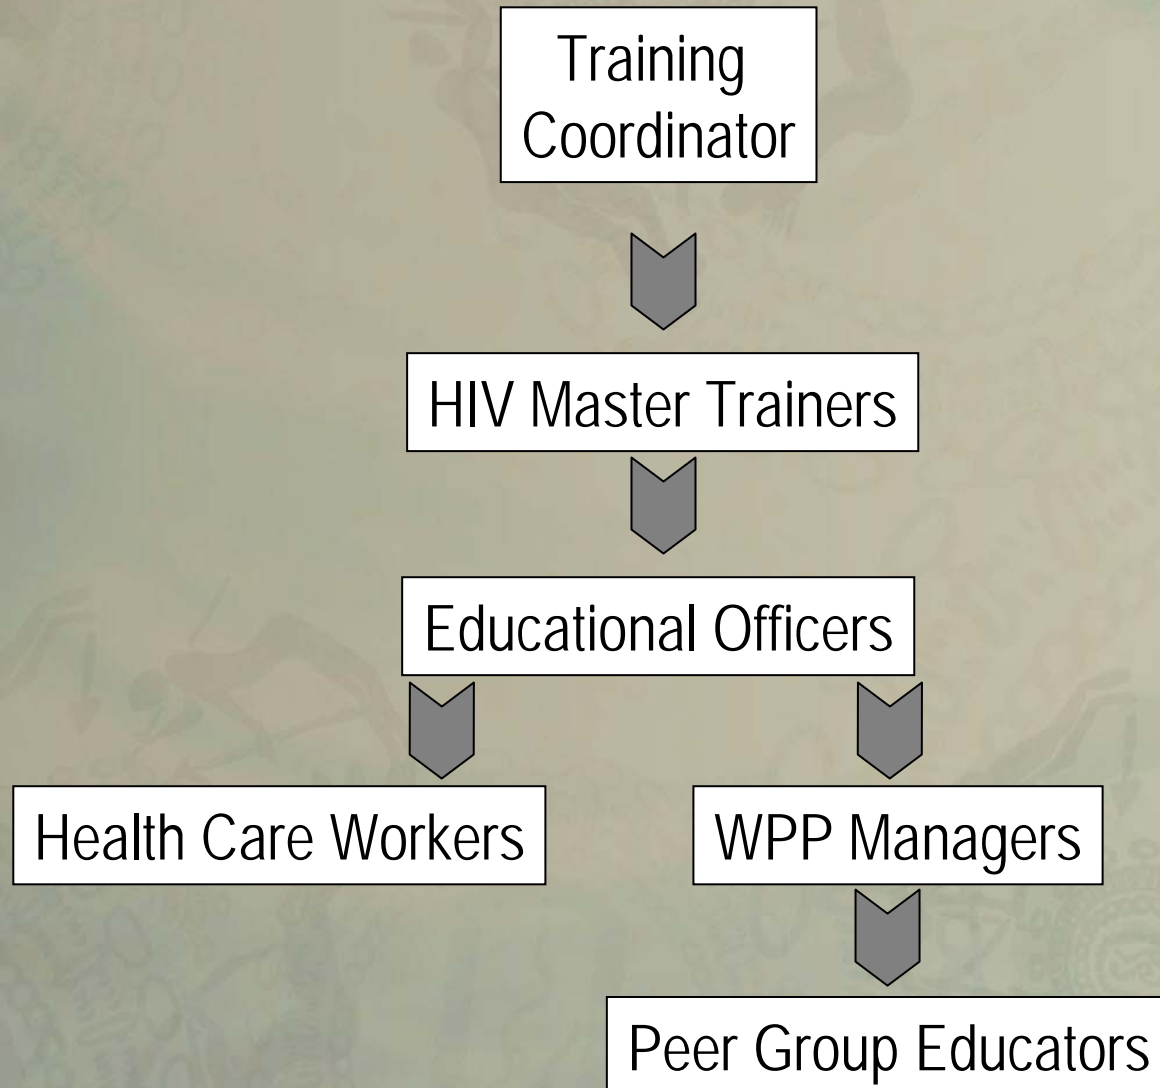 Training
Coordinator
HIV Master Trainers
Educational Officers
Health Care Workers
WPP Managers
Peer Group Educators